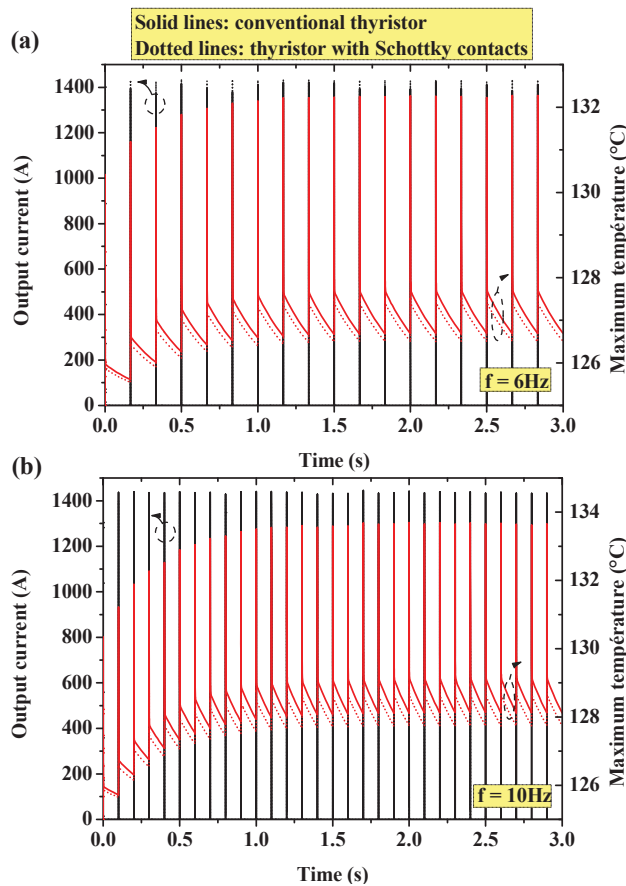 Solid lines: conventional thyristor
Dotted lines: thyristor with Schottky contacts
(a)
1400
1200
1000
800
600
400
200
0
Output current (A)
132
130
128
126
Maximum température (°C)
f = 6Hz
0.0 0.5 1.0 1.5 2.0 2.5 3.0
Time (s)
(b)
1400
1200
1000
800
600
400
200
0
Output current (A)
134
132
130
128
126
Maximum température (°C)
f = 10Hz
0.0 0.5 1.0 1.5 2.0 2.5 3.0
Time (s)